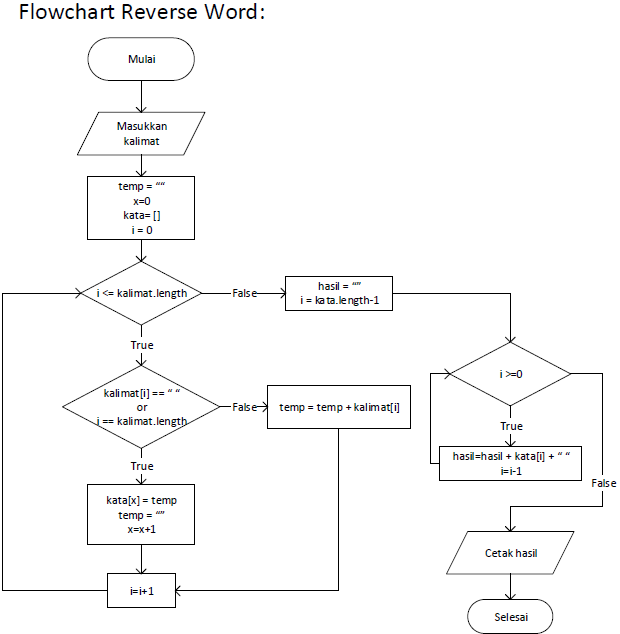 Flowchart Reverse Word:
Mulai
Masukkan
kalimat
temp = “”
x=0
kata= []
i = 0
i <= kalimat.length
False
True
kalimat[i] == “ “
or
i == kalimat.length
False
temp = temp + kalimat[i]
True
kata[x] = temp
temp = “”
x=x+1
i=i+1
hasil = “”
i = kata.length-1
i >=0
True
hasil=hasil + kata[i] + “ “
i=i-1
False
Cetak hasil
Selesai